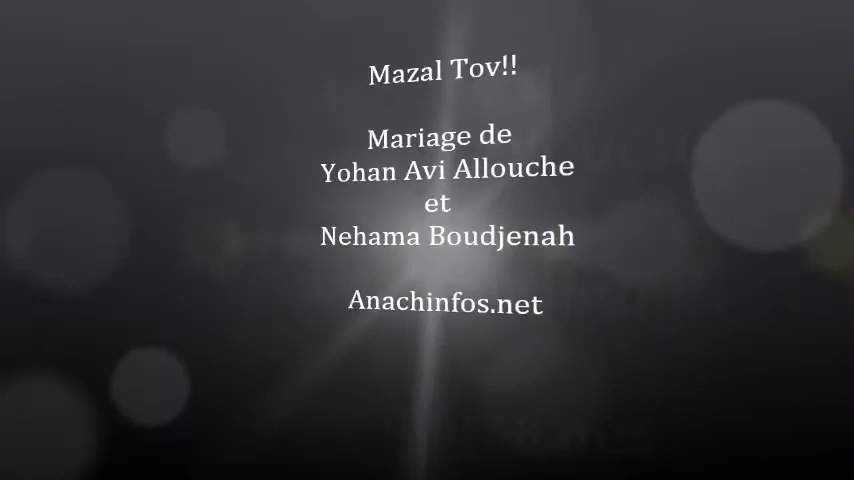 Mazal Tov!!
Mariage de
Yohan Avi Allouche
et
Nehama Boudjenah
Anachinfos.net